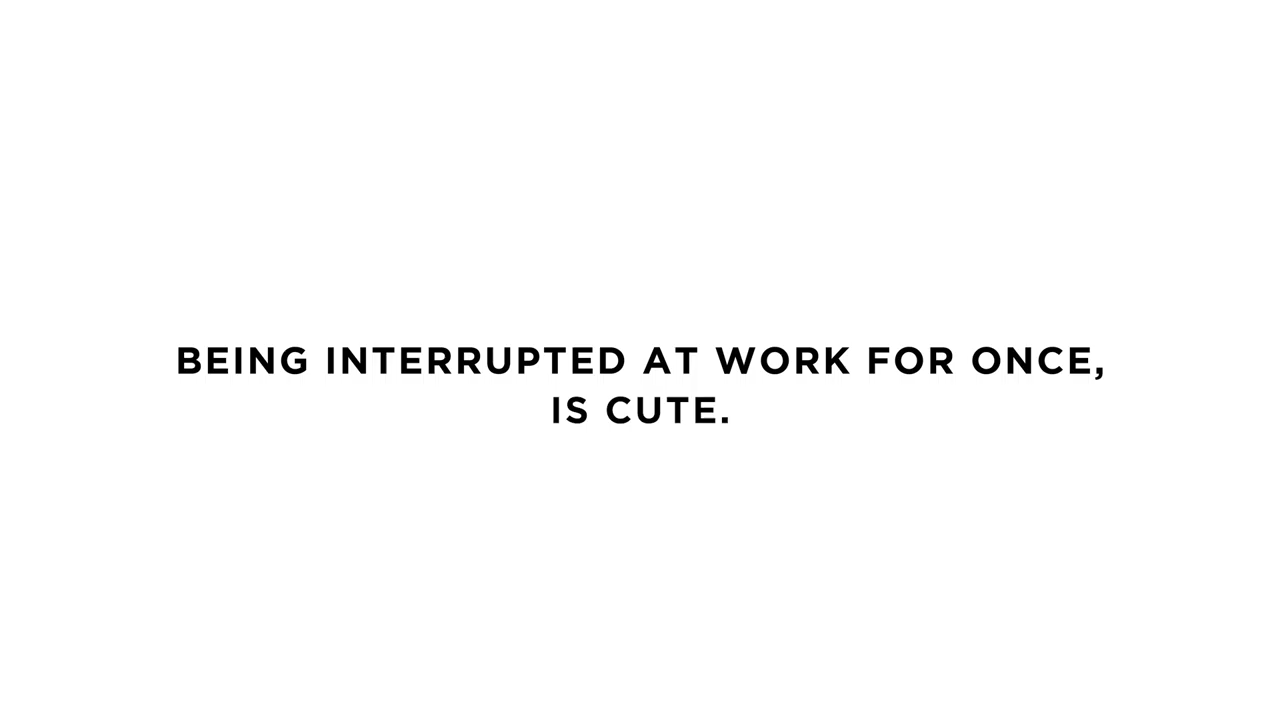 BEING INTERRUPTED AT WORK FOR ONCE,
IS CUTE.